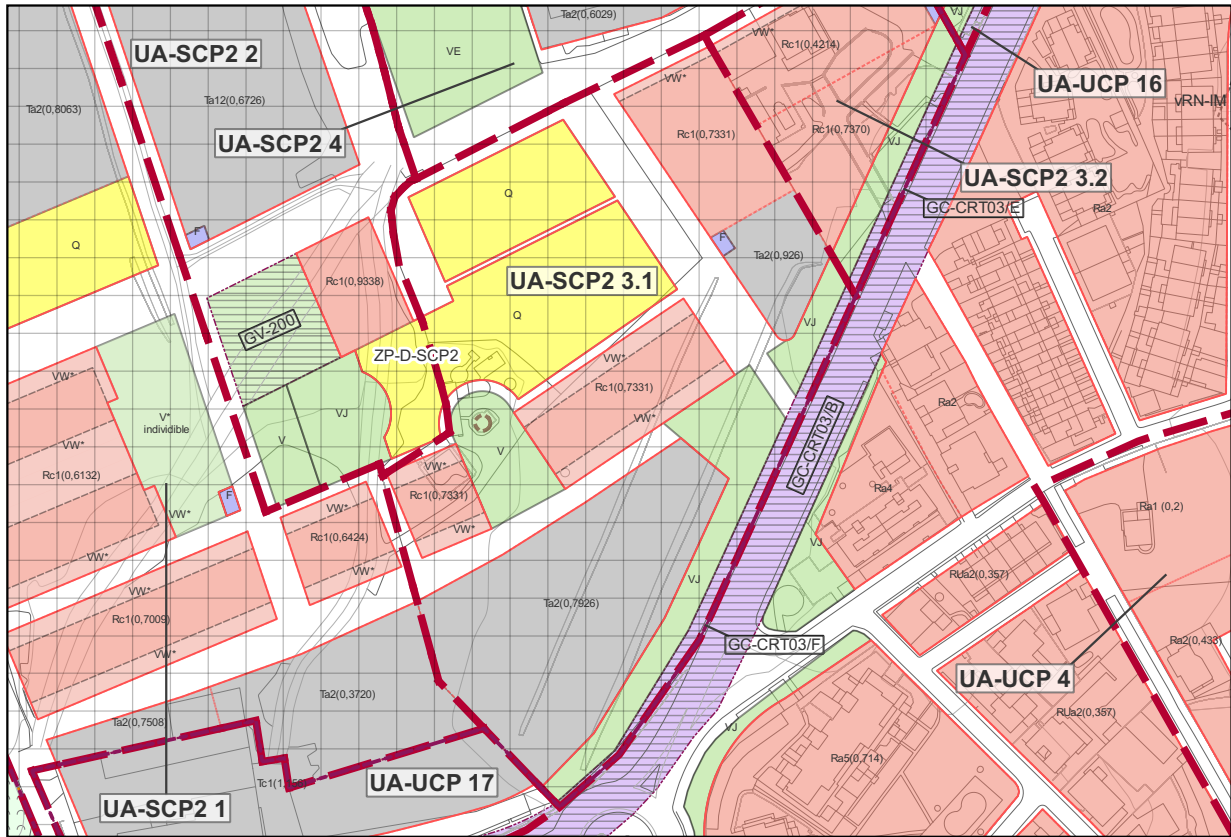 Ta2(0,6029)
VJ
VW*
Rc1(0,4214)
UA-SCP2 2
VE
VW*
UA-UCP 16
Ta2(0,8063)
Ta12(0,6726)
vRN-IM
UA-SCP2 4
Rc1(0,7331)
Rc1(0,7370)
VJ
UA-SCP2 3.2
GC-CRT03/E
Ra2
Q
F
Q
F
Ta2(0,926)
Rc1(0,9338)
UA-SCP2 3.1
GV-200
Q
VJ
ZP-D-SCP2
VW*
Rc1(0,7331)
VW*
Ra2
V*
individible
VJ
V
VW*
GC-CRT03/B
VW*
V
Ra4
Rc1(0,6132)
VW*
VW*
Rc1(0,7331)
F
VW*
VW*
Ra1 (0,2)
Rc1(0,6424)
VW*
VJ
VW*
VW*
VJ
RUa2(0,357)
Rc1(0,7009)
Ta2(0,7926)
VW*
GC-CRT03/F
Ra2(0,433)
UA-UCP 4
Ta2(0,3720)
Ta2(0,7508)
VJ
RUa2(0,357)
Ra5(0,714)
UA-UCP 17
UA-SCP2 1